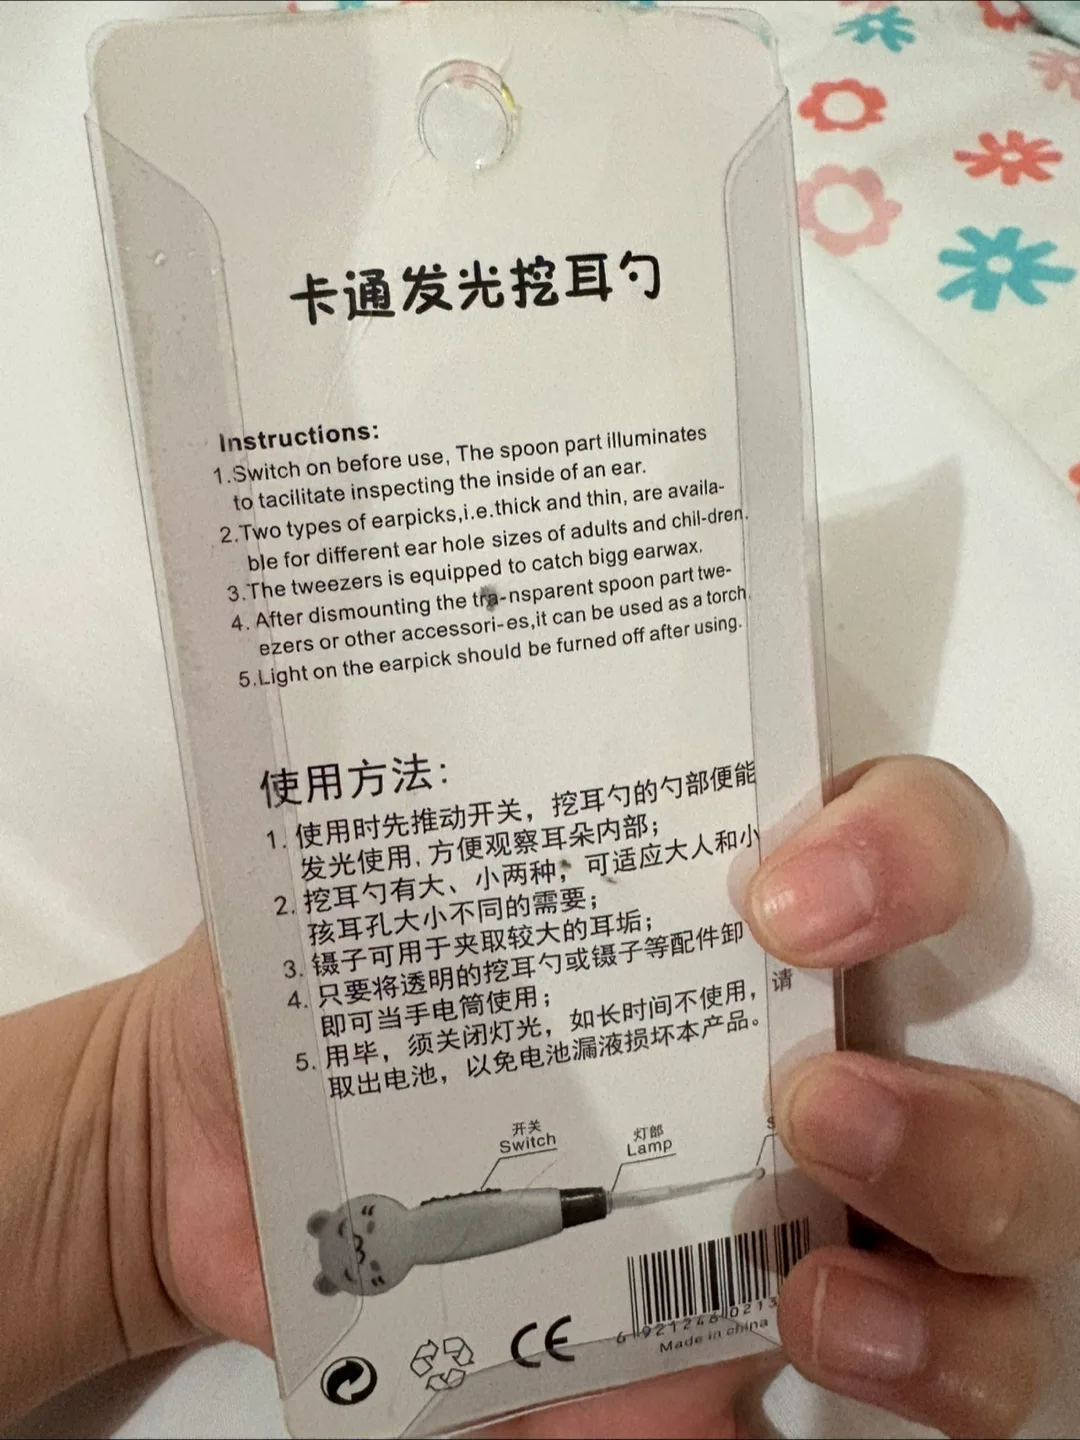 卡通发光挖耳勺
Instructions:
1.Switch on before use, The spoon part illuminates
to tacilitate inspecting the inside of an ear.
2.Two types of earpicks,i.e.thick and thin, are availa-
ble for different ear hole sizes of adults and chil-dren.
3.The tweezers is equipped to catch bigg earwax.
4. After dismounting the tra-nsparent spoon part twe-
ezers or other accessori-es,it can be used as a torch.
5.Light on the earpick should be furned off after using.
使用方法:
1. 使用时先推动开关，挖耳勺的勺部便能
发光使用,方便观察耳朵内部；
2. 挖耳勺有大、小两种，可适应大人和小
孩耳孔大小不同的需要；
3. 镊子可用于夹取较大的耳垢；
4. 只要将透明的挖耳勺或镊子等配件卸
即可当手电筒使用；
5. 用毕，须关闭灯光，如长时间不使用，请
取出电池，以免电池漏液损坏本产品。
开关
Switch
灯部
Lamp
S
CE
6 921246 0213
Made in china